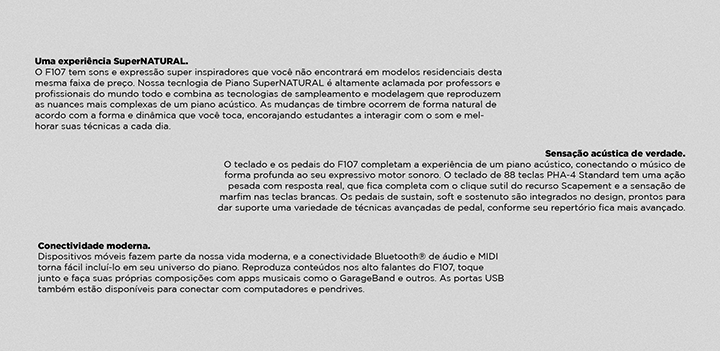 Uma experiência SuperNATURAL.
O F107 tem sons e expressão super inspiradores que você não encontrará em modelos residenciais desta
mesma faixa de preço. Nossa tecnlogia de Piano SuperNATURAL é altamente aclamada por professores e
profissionais do mundo todo e combina as tecnologias de sampleamento e modelagem que reproduzem
as nuances mais complexas de um piano acústico. As mudanças de timbre ocorrem de forma natural de
acordo com a forma e dinâmica que você toca, encorajando estudantes a interagir com o som e mel-
horar suas técnicas a cada dia.
Sensação acústica de verdade.
O teclado e os pedais do F107 completam a experiência de um piano acústico, conectando o músico de
forma profunda ao seu expressivo motor sonoro. O teclado de 88 teclas PHA-4 Standard tem uma ação
pesada com resposta real, que fica completa com o clique sutil do recurso Scapement e a sensação de
marfim nas teclas brancas. Os pedais de sustain, soft e sostenuto são integrados no design, prontos para
dar suporte uma variedade de técnicas avançadas de pedal, conforme seu repertório fica mais avançado.
Conectividade moderna.
Dispositivos móveis fazem parte da nossa vida moderna, e a conectividade Bluetooth® de áudio e MIDI
torna fácil incluí-lo em seu universo do piano. Reproduza conteúdos nos alto falantes do F107, toque
junto e faça suas próprias composições com apps musicais como o GarageBand e outros. As portas USB
também estão disponíveis para conectar com computadores e pendrives.